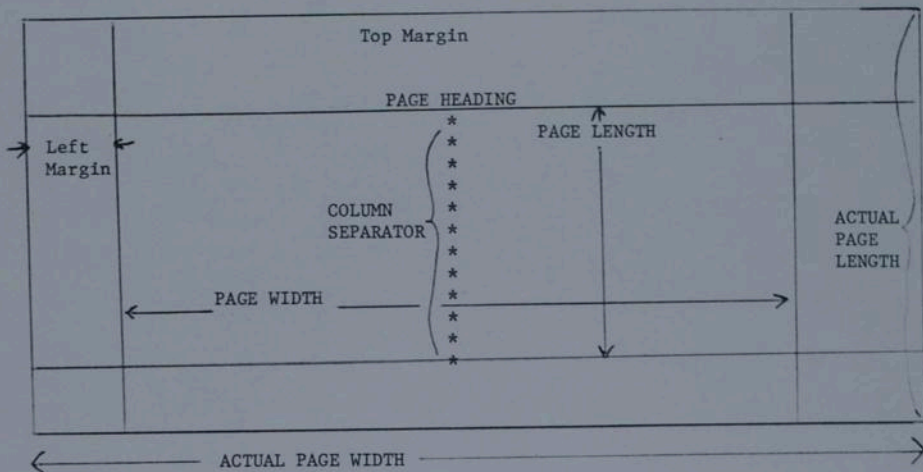 Top Margin
PAGE HEADING
*
*
*
*
*
*
*
*
*
*
*
*
PAGE LENGTH
Left
Margin
COLUMN
SEPARATOR
ACTUAL
PAGE
LENGTH
PAGE WIDTH
ACTUAL PAGE WIDTH